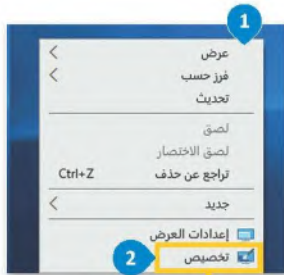 1
عرض
فرز حسب
تحديث
لصق
لصق الاختصار
تراجع عن حذف Ctrl+Z
جديد
إعدادات العرض
تخصيص 2